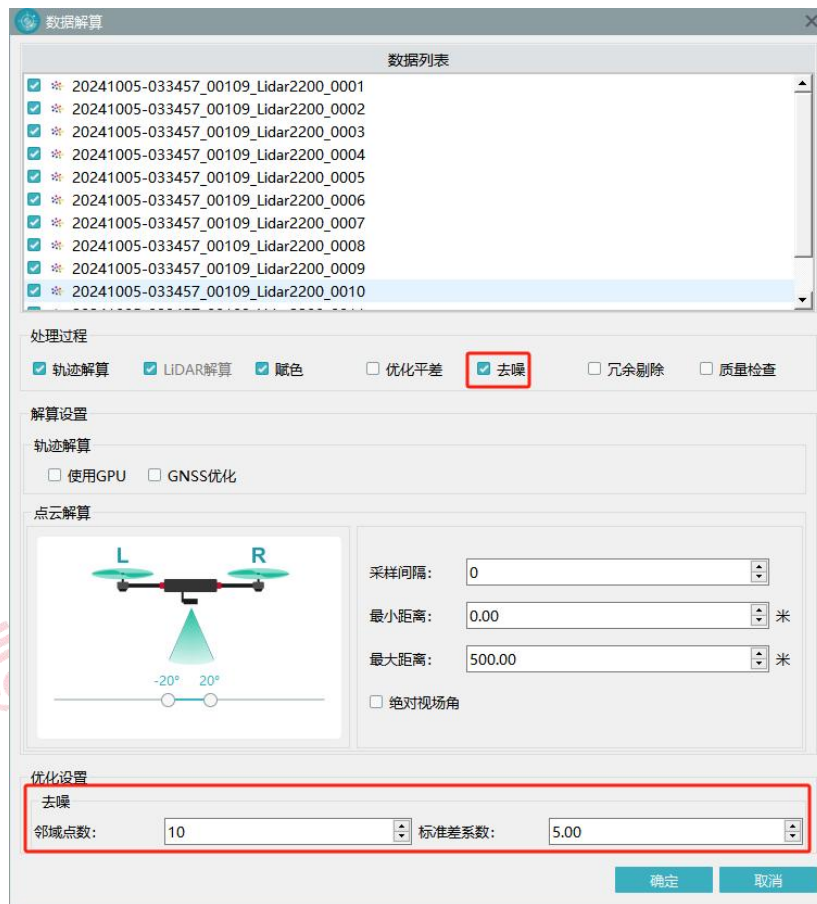 数据解算
数据列表
20241005-033457_00109_Lidar2200_0001
20241005-033457_00109_Lidar2200_0002
20241005-033457_00109_Lidar2200_0003
20241005-033457_00109_Lidar2200_0004
20241005-033457_00109_Lidar2200_0005
20241005-033457_00109_Lidar2200_0006
20241005-033457_00109_Lidar2200_0007
20241005-033457_00109_Lidar2200_0008
20241005-033457_00109_Lidar2200_0009
20241005-033457_00109_Lidar2200_0010
处理过程
轨迹解算 LiDAR解算 赋色 优化平差 去噪 冗余剔除 质量检查
解算设置
轨迹解算
使用GPU GNSS优化
点云解算
L R
-20° 20°
采样间隔: 0
最小距离: 0.00 米
最大距离: 500.00 米
绝对视场角
优化设置
去噪
邻域点数: 10 标准差系数: 5.00
确定 取消